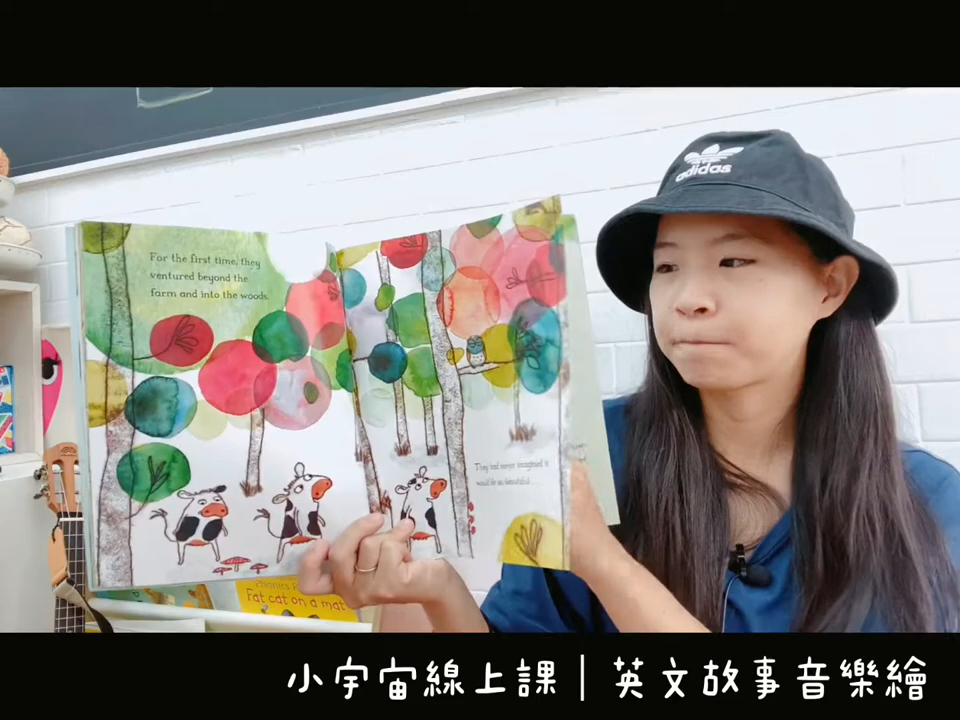 For the first time, they
ventured beyond the
farm and into the woods.
They had never imagined it
would be so beautiful...
adidas
Phonics Readers
Fat cat on a mat
小宇宙線上課｜英文故事音樂繪